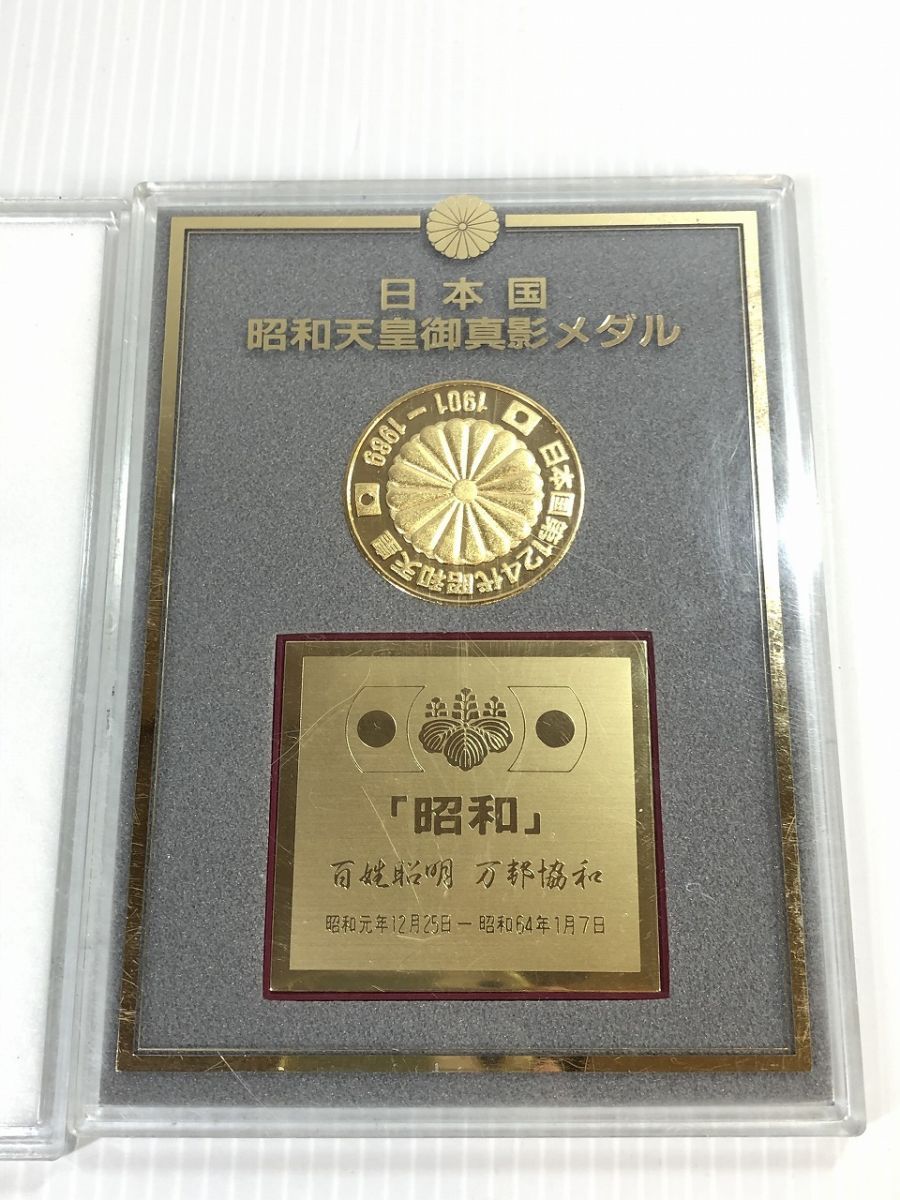 日本国
昭和天皇御真影メダル
1901－1989
日本国第124代昭和天皇
「昭和」
百姓昭明 万邦協和
昭和元年12月25日－昭和64年1月7日